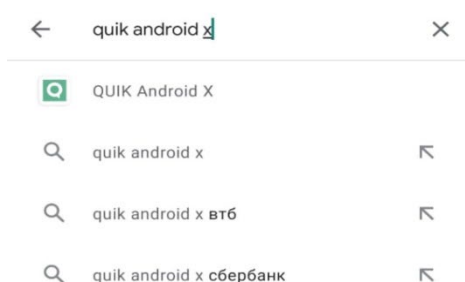 quik android x
QUIK Android X
quik android x
quik android x втб
quik android x сбербанк